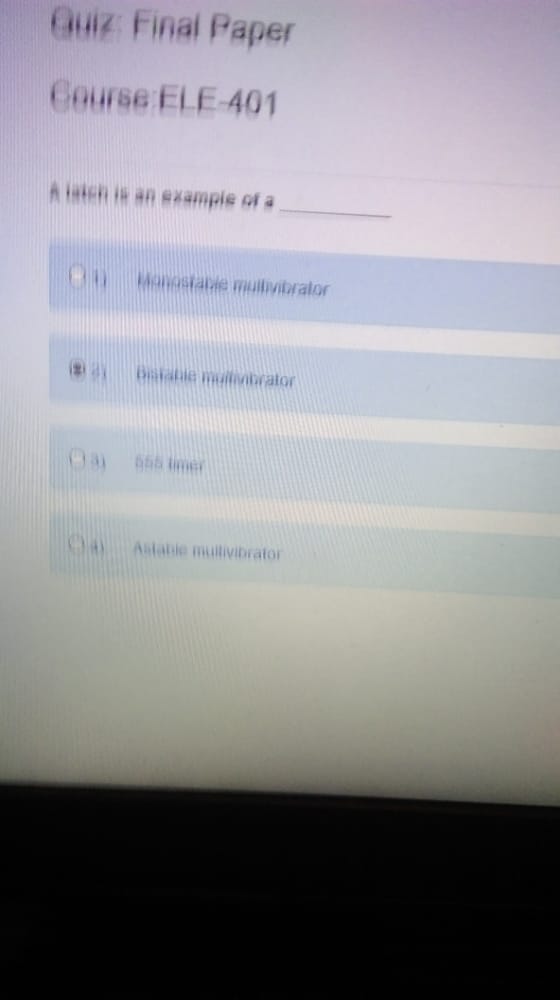 Quiz: Final Paper
Course:ELE-401
A latch is an example of a __________
1) Monostable multivibrator
2) Bistable multivibrator
3) 555 timer
4) Astable multivibrator